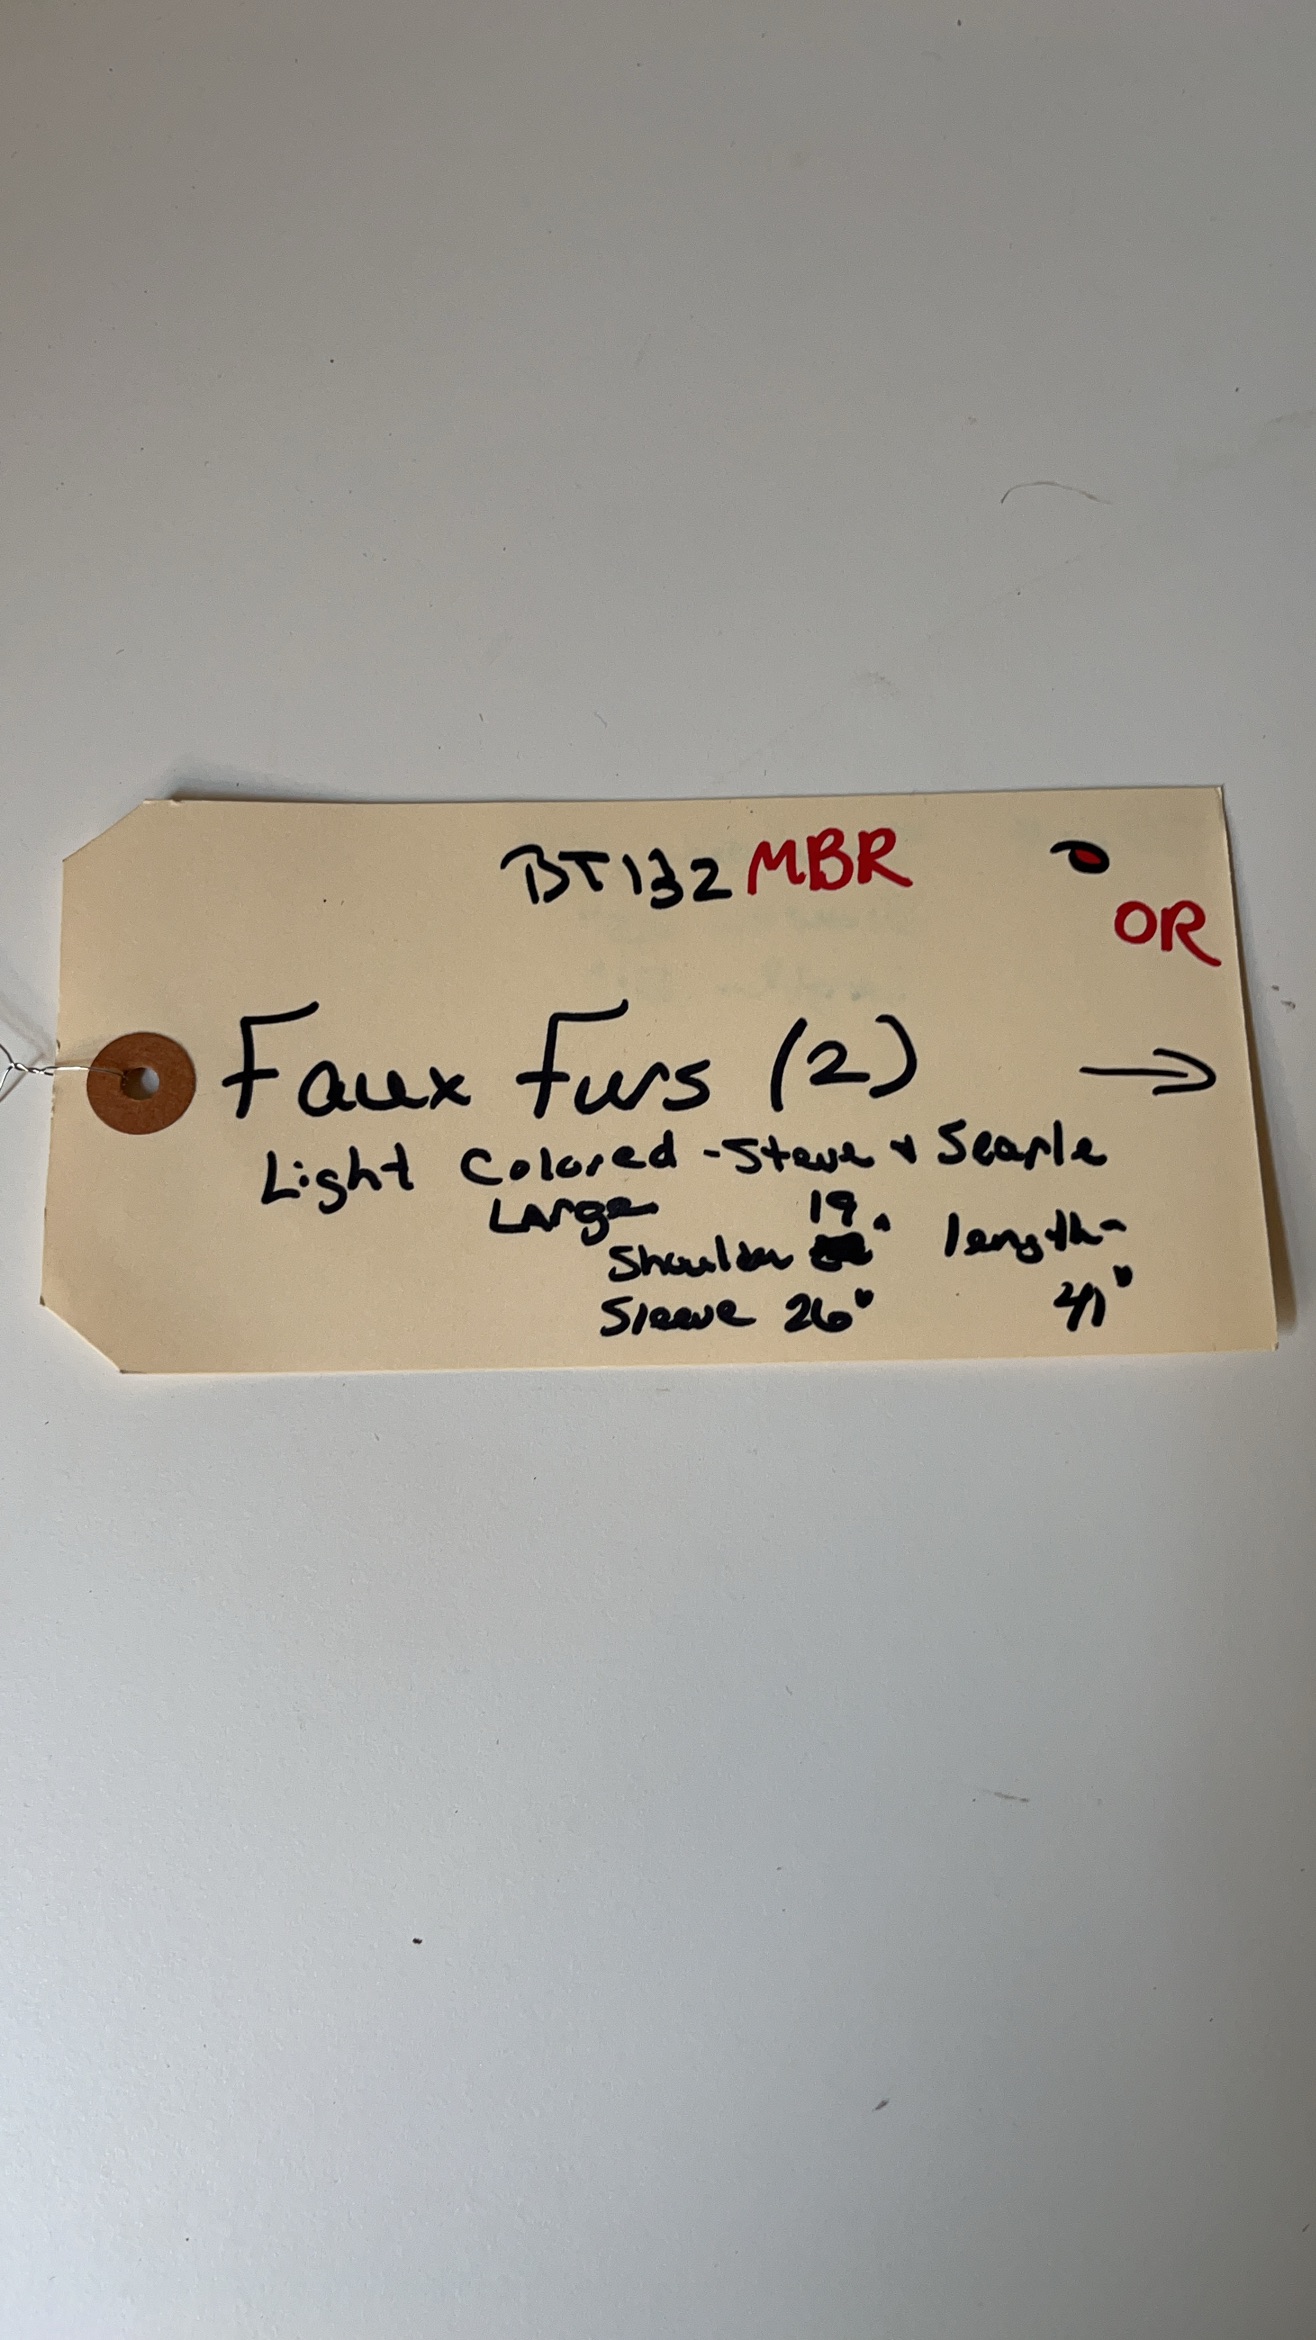 BT132 MBR
OR
Faux Furs (2) →
Light Colored - Steve & Searle
Large
19"
Shoulder length-
Sleeve 26" 41"